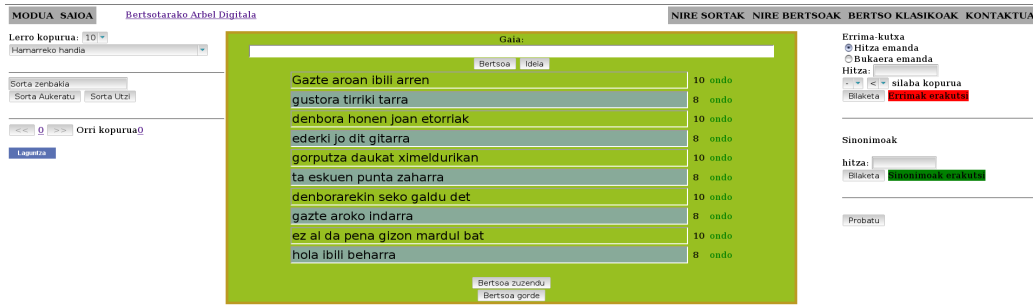 MODUA SAIOA
Bertsotarako Arbel Digitala
NIRE SORTAK NIRE BERTSOAK BERTSO KLASIKOAK KONTAKTUA
Lerro kopurua: 10
Hamarreko handia
Sorta zenbakia
Sorta Aukeratu Sorta Utzi
<< 0 >> Orri kopurua0
Laguntza
Gaia:
Bertsoa Ideia
Gazte aroan ibili arren 10 ondo
gustora tirriki tarra 8 ondo
denbora honen joan etorriak 10 ondo
ederki jo dit gitarra 8 ondo
gorputza daukat ximeldurikan 10 ondo
ta eskuen punta zaharra 8 ondo
denborarekin seko galdu det 10 ondo
gazte aroko indarra 8 ondo
ez al da pena gizon mardul bat 10 ondo
hola ibili beharra 8 ondo
Bertsoa zuzendu
Bertsoa gorde
Errima-kutxa
Hitza emanda
Bukaera emanda
Hitza:
- < silaba kopurua
Bilaketa Errimak erakutsi
Sinonimoak
hitza:
Bilaketa Sinonimoak erakutsi
Probatu